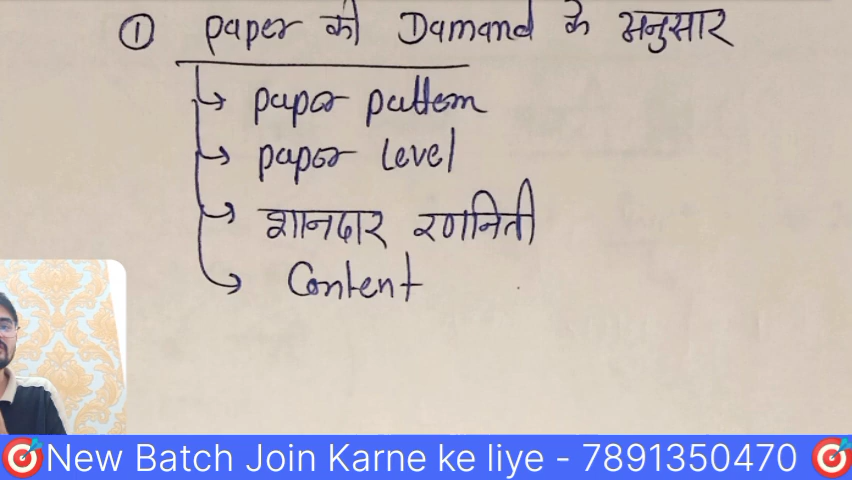 ① paper की Damand के अनुसार
paper pattern
paper Level
शानदार रणनिती
Content
🎯New Batch Join Karne ke liye - 7891350470 🎯